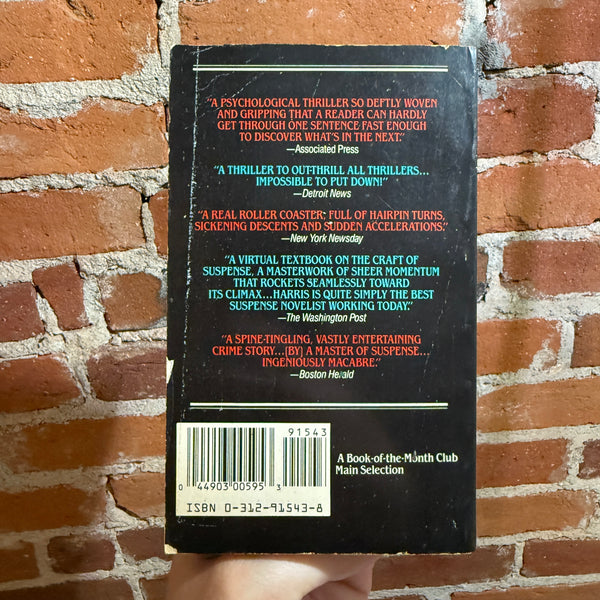 "A PSYCHOLOGICAL THRILLER SO DEFTLY WOVEN
AND GRIPPING THAT A READER CAN HARDLY
GET THROUGH ONE SENTENCE FAST ENOUGH
TO DISCOVER WHAT'S IN THE NEXT."
—Associated Press
"A THRILLER TO OUT-THRILL ALL THRILLERS...
IMPOSSIBLE TO PUT DOWN!"
—Detroit News
"A REAL ROLLER COASTER, FULL OF HAIRPIN TURNS,
SICKENING DESCENTS AND SUDDEN ACCELERATIONS."
—New York Newsday
"A VIRTUAL TEXTBOOK ON THE CRAFT OF
SUSPENSE, A MASTERWORK OF SHEER MOMENTUM
THAT ROCKETS SEAMLESSLY TOWARD
ITS CLIMAX...HARRIS IS QUITE SIMPLY THE BEST
SUSPENSE NOVELIST WORKING TODAY."
—The Washington Post
"A SPINE-TINGLING, VASTLY ENTERTAINING
CRIME STORY...[BY] A MASTER OF SUSPENSE...
INGENIOUSLY MACABRE."
—Boston Herald
91543
0 44903 00595 3
ISBN 0-312-91543-8
A Book-of-the-Month Club
Main Selection